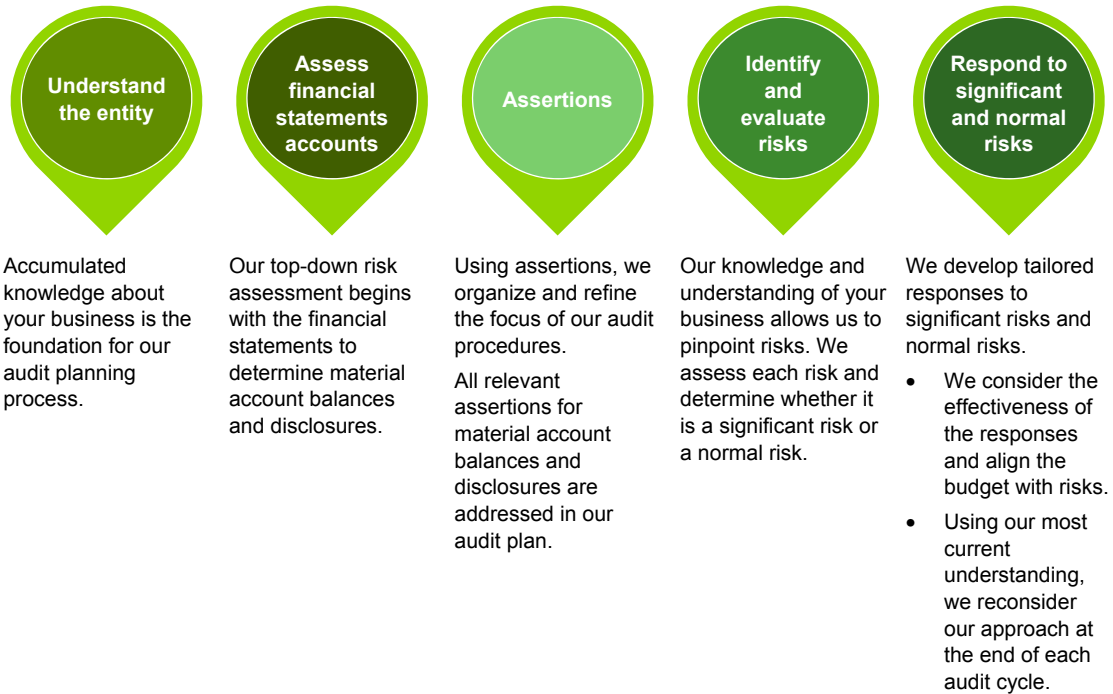 Understand
the entity
Assess
financial
statements
accounts
Assertions
Identify
and
evaluate
risks
Respond to
significant
and normal
risks
Accumulated
knowledge about
your business is the
foundation for our
audit planning
process.
Our top-down risk
assessment begins
with the financial
statements to
determine material
account balances
and disclosures.
Using assertions, we
organize and refine
the focus of our audit
procedures.
All relevant
assertions for
material account
balances and
disclosures are
addressed in our
audit plan.
Our knowledge and
understanding of your
business allows us to
pinpoint risks. We
assess each risk and
determine whether it
is a significant risk or
a normal risk.
We develop tailored
responses to
significant risks and
normal risks.
• We consider the
effectiveness of
the responses
and align the
budget with risks.
• Using our most
current
understanding,
we reconsider
our approach at
the end of each
audit cycle.